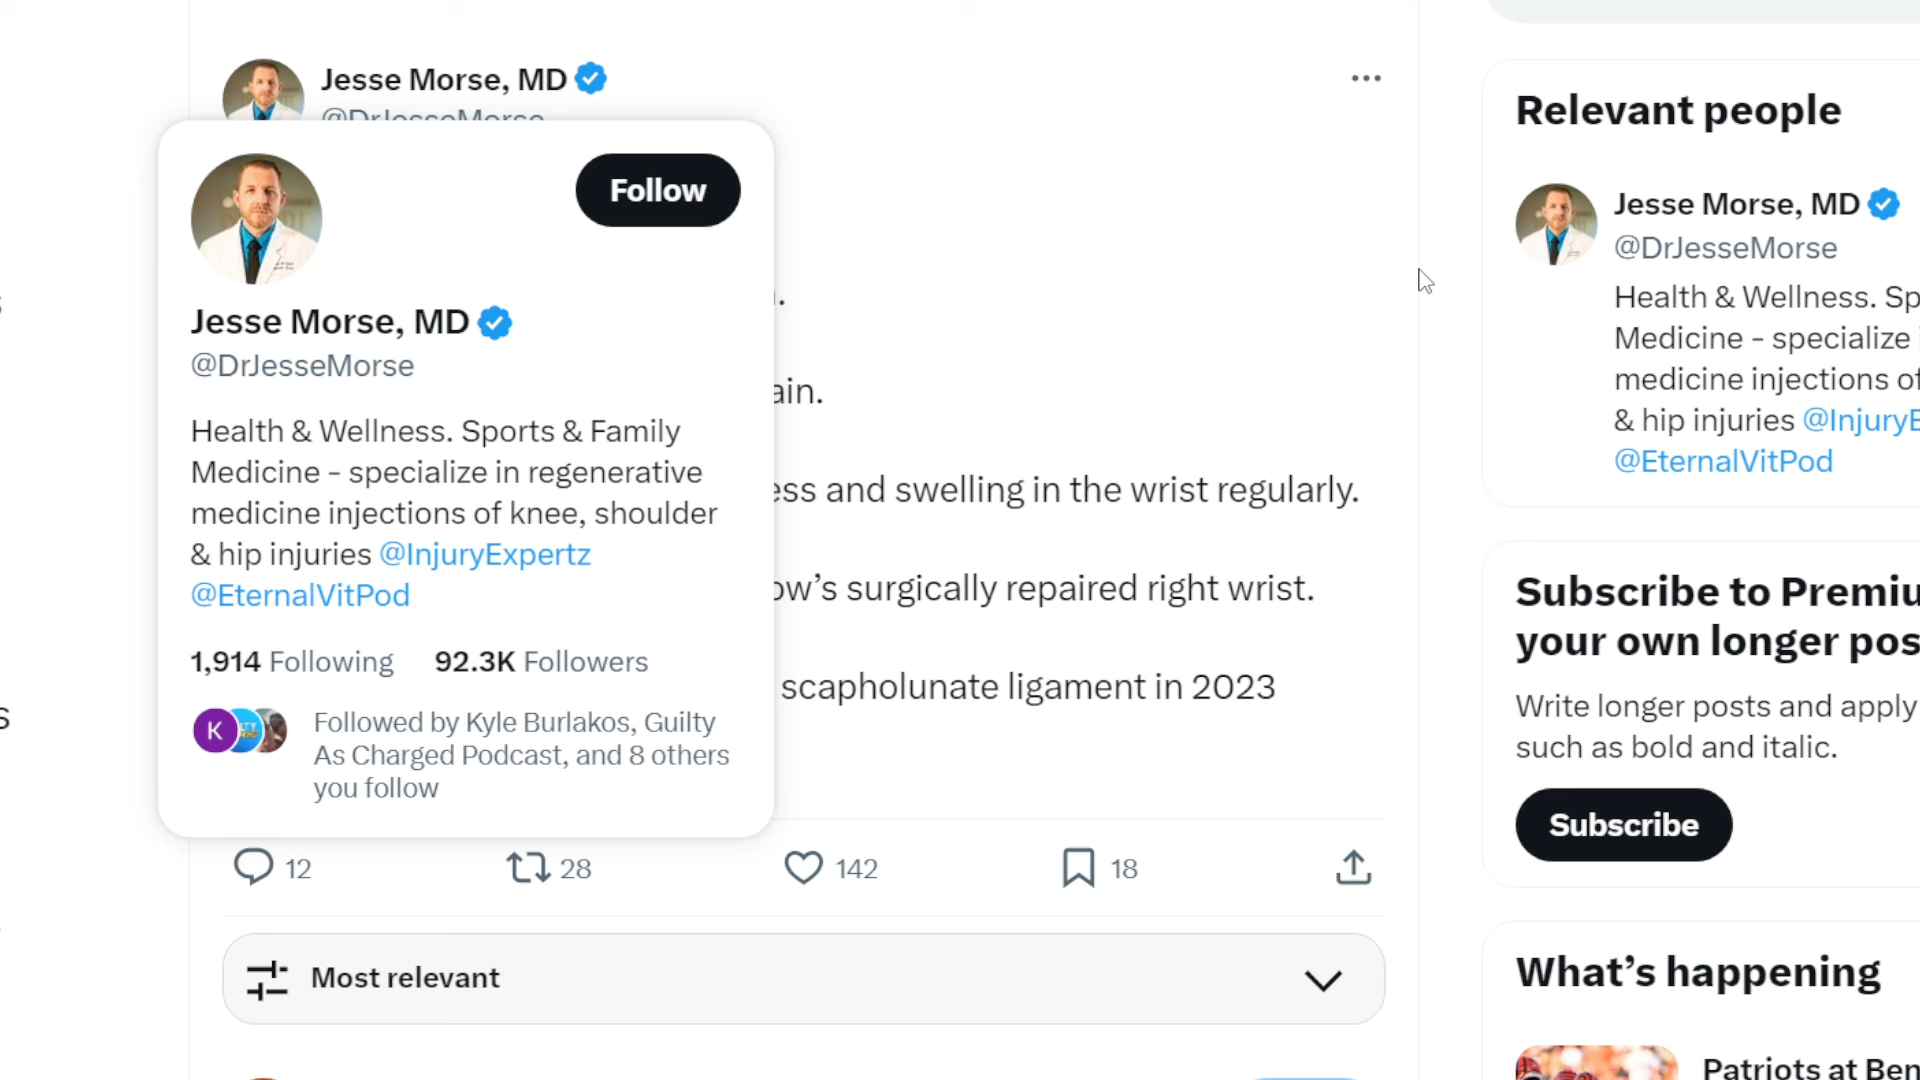 Jesse Morse, MD
@DrJesseMorse
Follow
Jesse Morse, MD
@DrJesseMorse
Health & Wellness. Sports & Family
Medicine - specialize in regenerative
medicine injections of knee, shoulder
& hip injuries @InjuryExpertz
@EternalVitPod
1,914 Following 92.3K Followers
K
Followed by Kyle Burlakos, Guilty
As Charged Podcast, and 8 others
you follow
ain.
ess and swelling in the wrist regularly.
ow’s surgically repaired right wrist.
scapholunate ligament in 2023
12 28 142 18
Most relevant
Relevant people
Jesse Morse, MD
@DrJesseMorse
Health & Wellness. Sp
Medicine - specialize i
medicine injections of
& hip injuries @InjuryE
@EternalVitPod
Subscribe to Premiu
your own longer pos
Write longer posts and apply
such as bold and italic.
Subscribe
What’s happening
Patriots at Ben